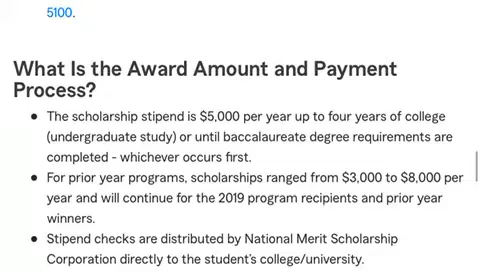 5100.
What Is the Award Amount and Payment
Process?
● The scholarship stipend is $5,000 per year up to four years of college
(undergraduate study) or until baccalaureate degree requirements are
completed - whichever occurs first.
● For prior year programs, scholarships ranged from $3,000 to $8,000 per
year and will continue for the 2019 program recipients and prior year
winners.
● Stipend checks are distributed by National Merit Scholarship
Corporation directly to the student's college/university.